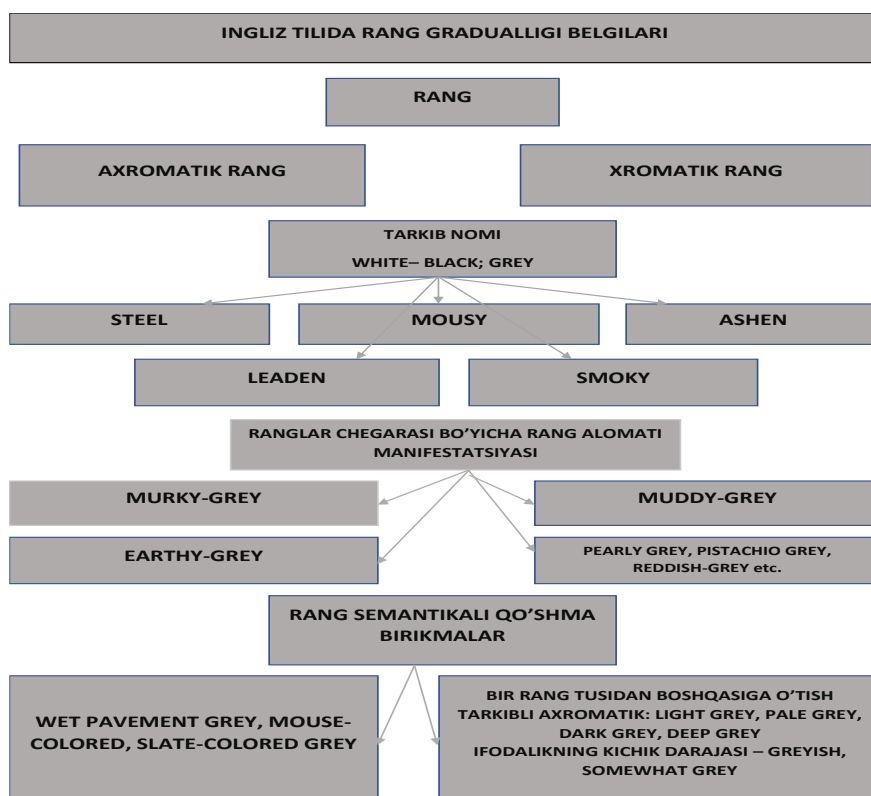 INGLIZ TILIDA RANG GRADUALLIGI BELGILARI
RANG
AXROMATIK RANG
XROMATIK RANG
TARKIB NOMI
WHITE– BLACK; GREY
STEEL
MOUSY
ASHEN
LEADEN
SMOKY
RANGLAR CHEGARASI BO’YICHA RANG ALOMATI
MANIFESTATSIYASI
MURKY-GREY
MUDDY-GREY
EARTHY-GREY
PEARLY GREY, PISTACHIO GREY,
REDDISH-GREY etc.
RANG SEMANTIKALI QO’SHMA
BIRIKMALAR
WET PAVEMENT GREY, MOUSE-
COLORED, SLATE-COLORED GREY
BIR RANG TUSIDAN BOSHQASIGA O’TISH
TARKIBLI AXROMATIK: LIGHT GREY, PALE GREY,
DARK GREY, DEEP GREY
IFODALIKNING KICHIK DARAJASI – GREYISH,
SOMEWHAT GREY